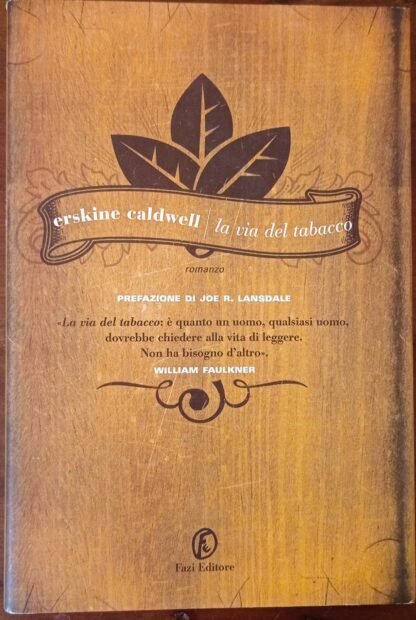 erskine caldwell | la via del tabacco
romanzo
PREFAZIONE DI JOE R. LANSDALE
«La via del tabacco: è quanto un uomo, qualsiasi uomo,
dovrebbe chiedere alla vita di leggere.
Non ha bisogno d'altro».
WILLIAM FAULKNER
Fazi Editore